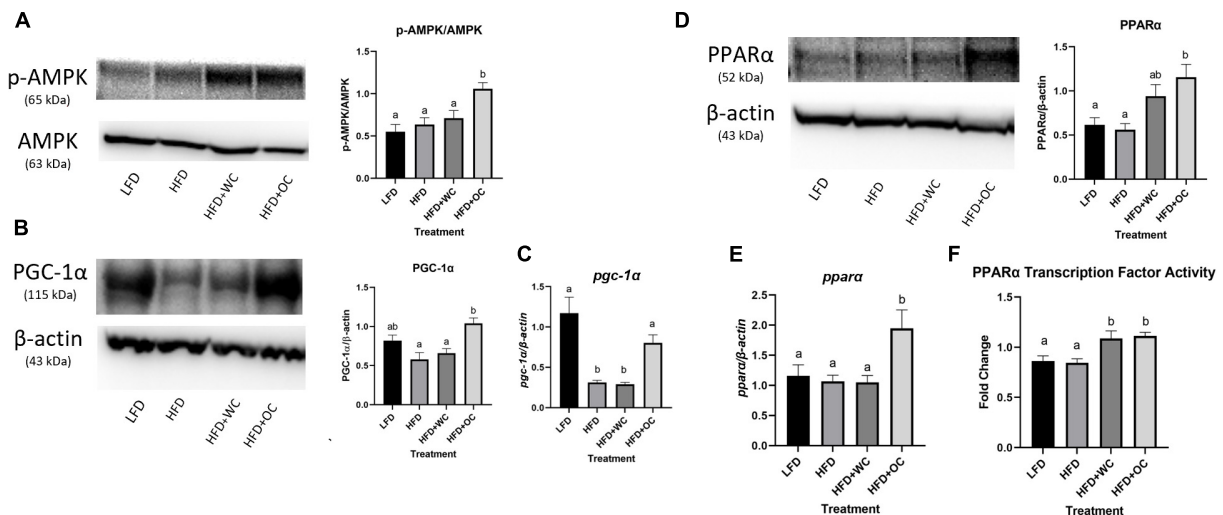 A
p-AMPK
(65 kDa)
AMPK
(63 kDa)
LFD
HFD
HFD+WC
HFD+OC
p-AMPK/AMPK
p-AMPK/AMPK
1.5
1.0
0.5
0.0
a
a
a
b
LFD
HFD
HFD+WC
HFD+OC
Treatment
B
PGC-1α
(115 kDa)
β-actin
(43 kDa)
LFD
HFD
HFD+WC
HFD+OC
PGC-1α
PGC-1α/β-actin
1.5
1.0
0.5
0.0
ab
a
a
b
LFD
HFD
HFD+WC
HFD+OC
Treatment
C
pgc-1α
pgc-1α/β-actin
1.5
1.0
0.5
0.0
a
b
b
a
LFD
HFD
HFD+WC
HFD+OC
Treatment
D
PPARα
(52 kDa)
β-actin
(43 kDa)
LFD
HFD
HFD+WC
HFD+OC
PPARα
PPARα/β-actin
1.5
1.0
0.5
0.0
a
a
ab
b
LFD
HFD
HFD+WC
HFD+OC
Treatment
E
pparα
pparα/β-actin
2.5
2.0
1.5
1.0
0.5
0.0
a
a
a
b
LFD
HFD
HFD+WC
HFD+OC
Treatment
F
PPARα Transcription Factor Activity
Fold Change
1.5
1.0
0.5
0.0
a
a
b
b
LFD
HFD
HFD+WC
HFD+OC
Treatment